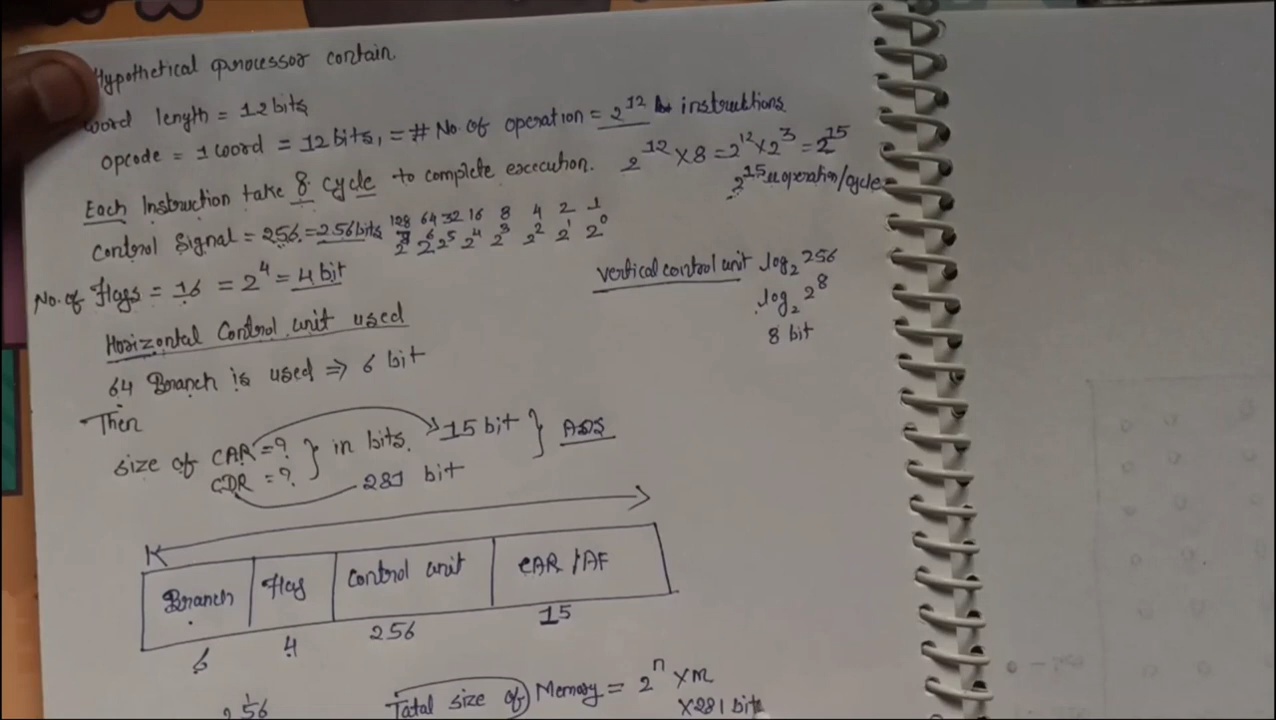 Hypothetical processor contain.
word length = 12 bits
opcode = 1 word = 12 bits, = # No. of operation = 2^12 instructions
Each Instruction take 8 cycle to complete execution. 2^12 × 8 = 2^12 × 2^3 = 2^15
2^15 μoperation/cycle
128 64 32 16 8 4 2 1
Control Signal = 256 = 256 bits 2^7 2^6 2^5 2^4 2^3 2^2 2^1 2^0
No. of Flags = 16 = 2^4 = 4 bit
vertical control unit log₂ 256
log₂ 2^8
8 bit
Horizontal Control unit used
64 Branch is used ⇒ 6 bit
Then
size of CAR = ? } in bits. 15 bit } ANS
CDR = ? 281 bit
Branch Flag Control unit CAR / AF
6 4 256 15
Total size of Memory = 2^n × m
× 281 bits
256